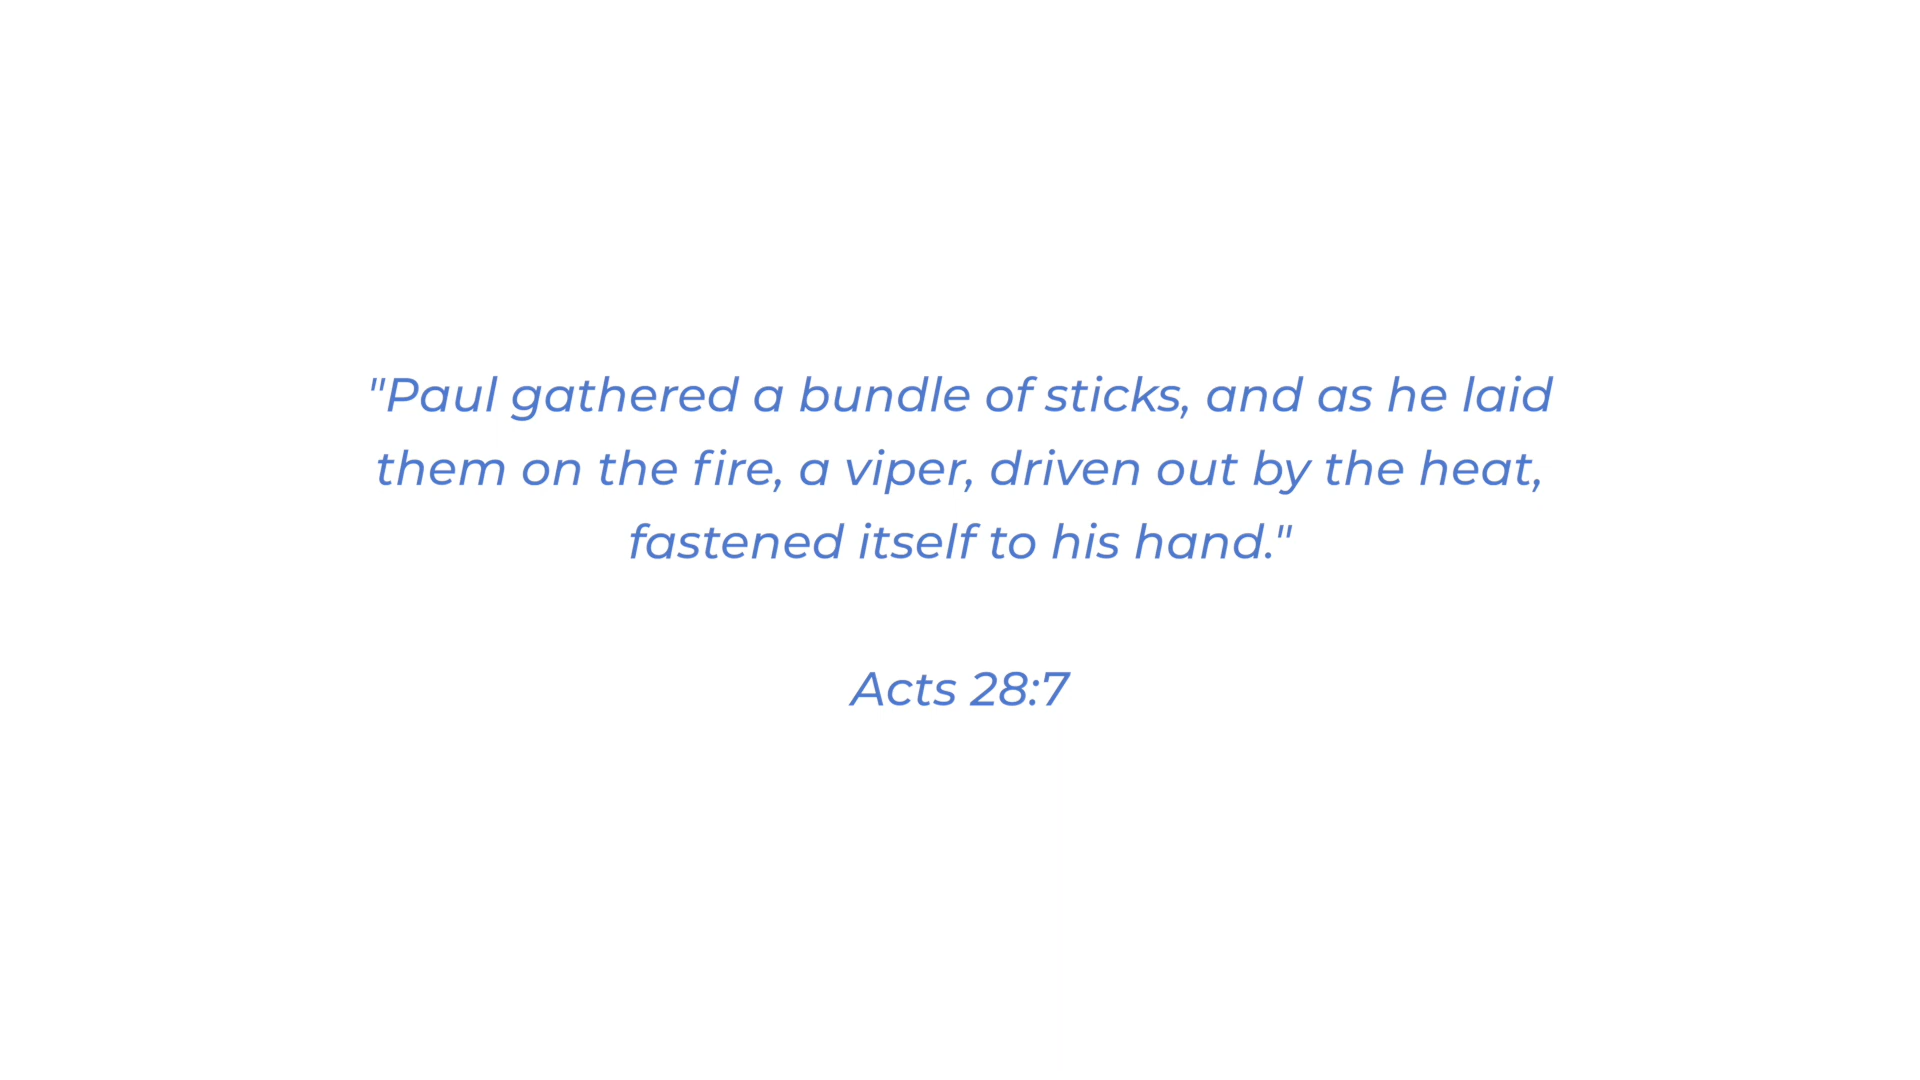 "Paul gathered a bundle of sticks, and as he laid
them on the fire, a viper, driven out by the heat,
fastened itself to his hand."
Acts 28:7